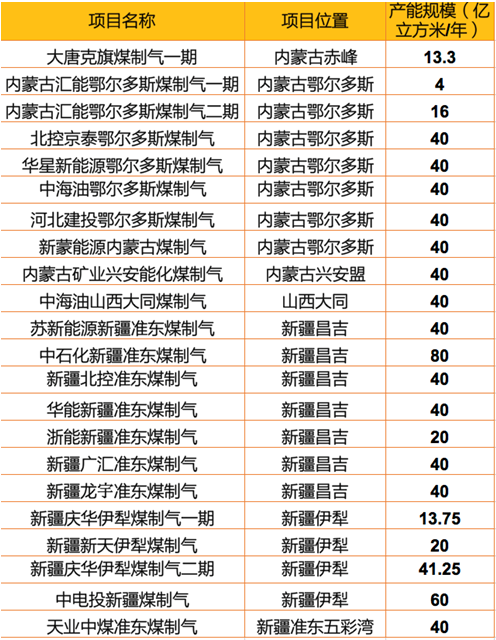 项目名称 项目位置 产能规模（亿
立方米/年）
大唐克旗煤制气一期 内蒙古赤峰 13.3
内蒙古汇能鄂尔多斯煤制气一期 内蒙古鄂尔多斯 4
内蒙古汇能鄂尔多斯煤制气二期 内蒙古鄂尔多斯 16
北控京泰鄂尔多斯煤制气 内蒙古鄂尔多斯 40
华星新能源鄂尔多斯煤制气 内蒙古鄂尔多斯 40
中海油鄂尔多斯煤制气 内蒙古鄂尔多斯 40
河北建投鄂尔多斯煤制气 内蒙古鄂尔多斯 40
新蒙能源内蒙古煤制气 内蒙古鄂尔多斯 40
内蒙古矿业兴安能化煤制气 内蒙古兴安盟 40
中海油山西大同煤制气 山西大同 40
苏新能源新疆准东煤制气 新疆昌吉 40
中石化新疆准东煤制气 新疆昌吉 80
新疆北控准东煤制气 新疆昌吉 40
华能新疆准东煤制气 新疆昌吉 40
浙能新疆准东煤制气 新疆昌吉 20
新疆广汇准东煤制气 新疆昌吉 40
新疆龙宇准东煤制气 新疆昌吉 40
新疆庆华伊犁煤制气一期 新疆伊犁 13.75
新疆新天伊犁煤制气 新疆伊犁 20
新疆庆华伊犁煤制气二期 新疆伊犁 41.25
中电投新疆煤制气 新疆伊犁 60
天业中煤准东煤制气 新疆准东五彩湾 40